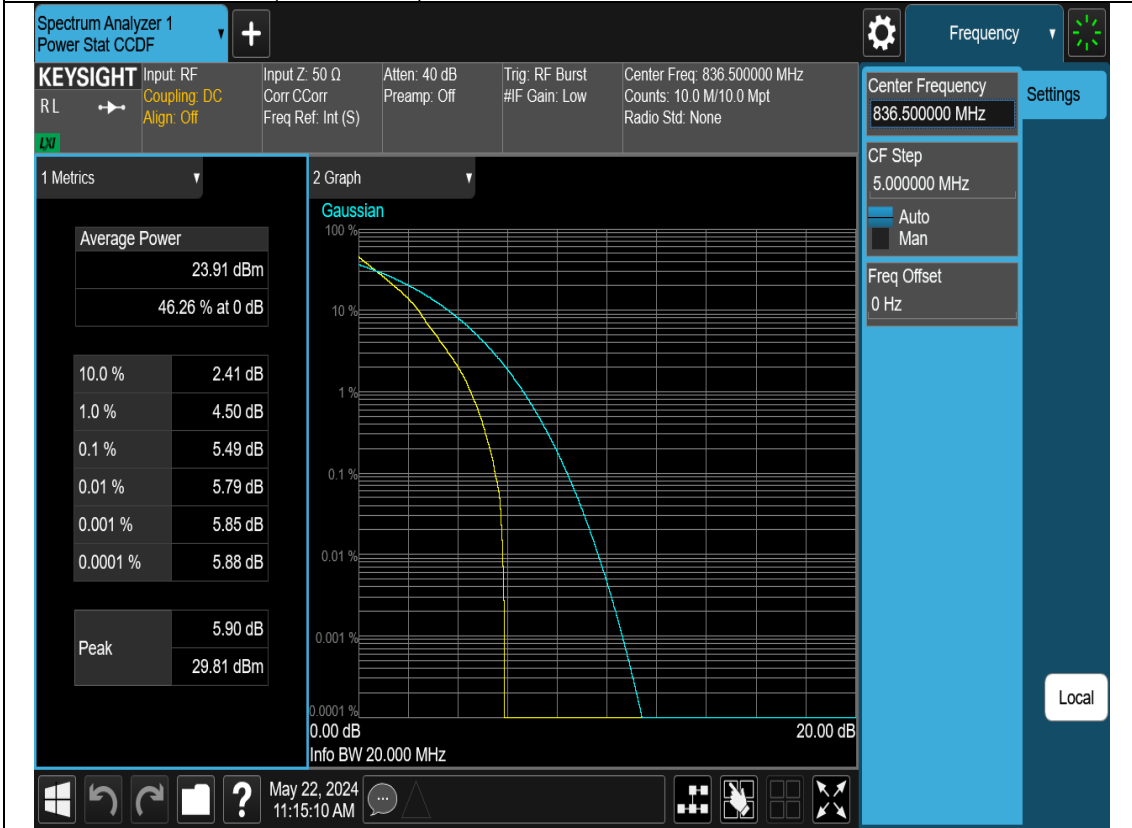 Spectrum Analyzer 1
Power Stat CCDF
Frequency
KEYSIGHT
R L
LXI
Input: RF
Coupling: DC
Align: Off
Input Z: 50 Ω
Corr CCorr
Freq Ref: Int (S)
Atten: 40 dB
Preamp: Off
Trig: RF Burst
#IF Gain: Low
Center Freq: 836.500000 MHz
Counts: 10.0 M/10.0 Mpt
Radio Std: None
Center Frequency
836.500000 MHz
Settings
CF Step
5.000000 MHz
Auto
Man
Freq Offset
0 Hz
1 Metrics
Average Power
23.91 dBm
46.26 % at 0 dB
10.0 % 2.41 dB
1.0 % 4.50 dB
0.1 % 5.49 dB
0.01 % 5.79 dB
0.001 % 5.85 dB
0.0001 % 5.88 dB
Peak
5.90 dB
29.81 dBm
2 Graph
Gaussian
100 %
10 %
1 %
0.1 %
0.01 %
0.001 %
0.0001 %
0.00 dB 20.00 dB
Info BW 20.000 MHz
Local
?
May 22, 2024
11:15:10 AM